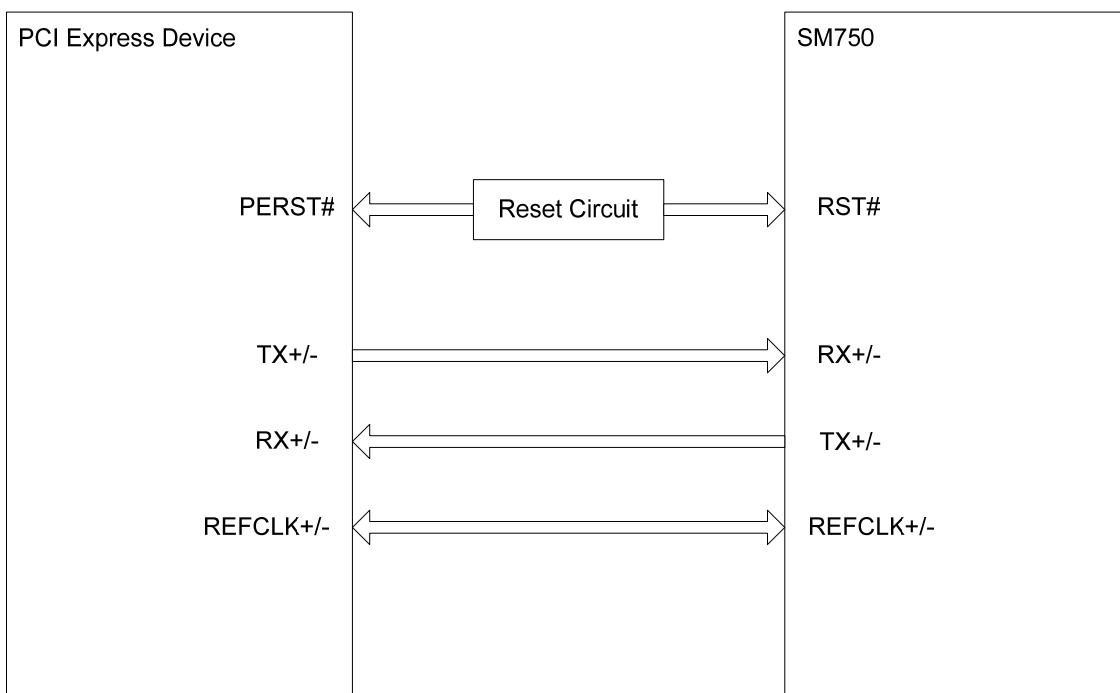 PCI Express Device
SM750
PERST#
Reset Circuit
RST#
TX+/-
RX+/-
RX+/-
TX+/-
REFCLK+/-
REFCLK+/-